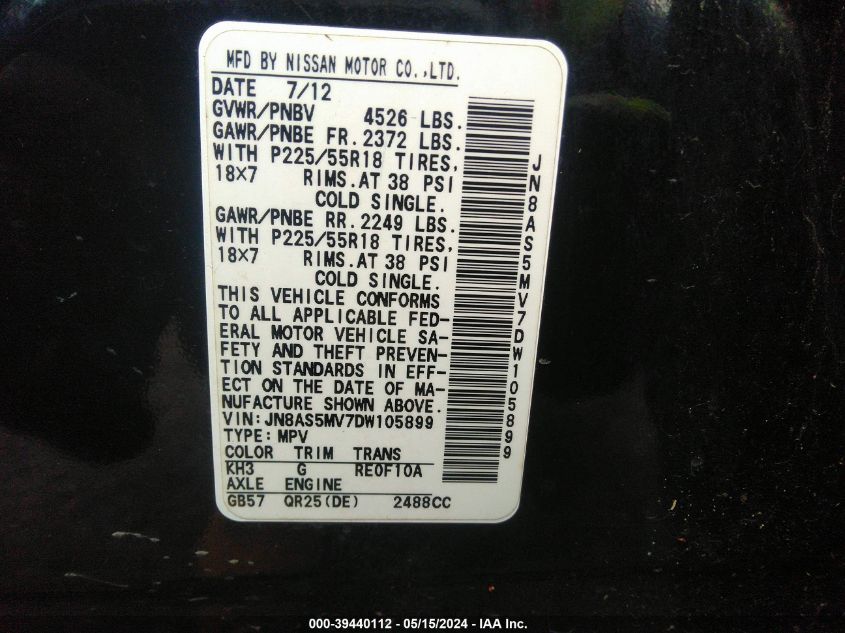 MFD BY NISSAN MOTOR CO.,LTD.
DATE 7/12
GVWR/PNBV 4526 LBS.
GAWR/PNBE FR.2372 LBS.
WITH P225/55R18 TIRES,
18X7 RIMS.AT 38 PSI
COLD SINGLE.
GAWR/PNBE RR.2249 LBS.
WITH P225/55R18 TIRES,
18X7 RIMS.AT 38 PSI
COLD SINGLE.
THIS VEHICLE CONFORMS
TO ALL APPLICABLE FED-
ERAL MOTOR VEHICLE SA-
FETY AND THEFT PREVEN-
TION STANDARDS IN EFF-
ECT ON THE DATE OF MA-
NUFACTURE SHOWN ABOVE.
VIN:JN8AS5MV7DW105899
TYPE:MPV
COLOR TRIM TRANS
KH3 G RE0F10A
AXLE ENGINE
GB57 QR25(DE) 2488CC
JN8AS5MV7DW105899
000-39440112 - 05/15/2024 - IAA Inc.